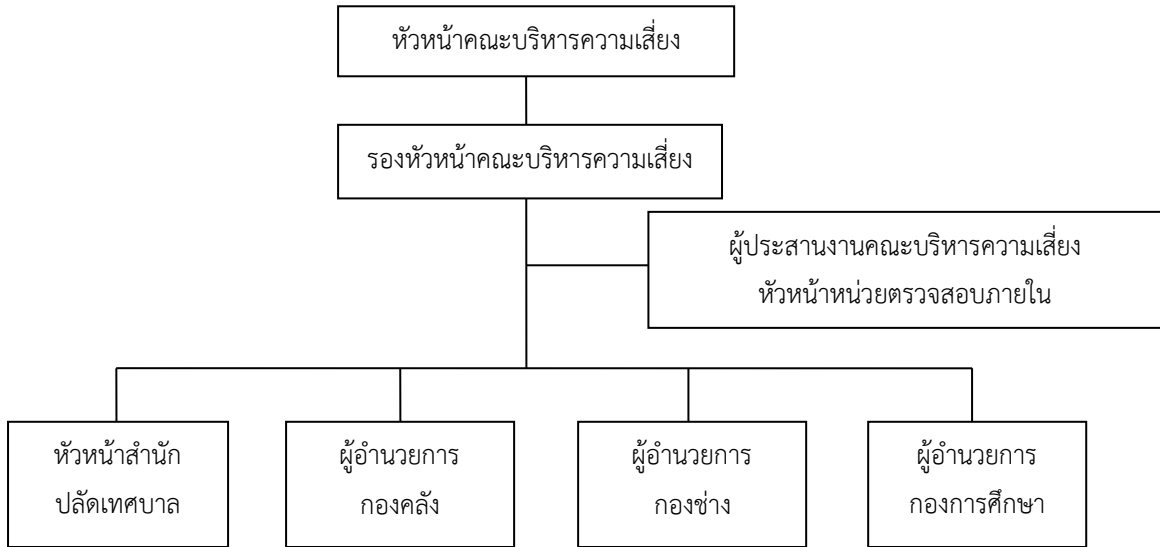 หัวหน้าคณะบริหารความเสี่ยง
รองหัวหน้าคณะบริหารความเสี่ยง
ผู้ประสานงานคณะบริหารความเสี่ยง
หัวหน้าหน่วยตรวจสอบภายใน
หัวหน้าสำนัก
ปลัดเทศบาล
ผู้อำนวยการ
กองคลัง
ผู้อำนวยการ
กองช่าง
ผู้อำนวยการ
กองการศึกษา